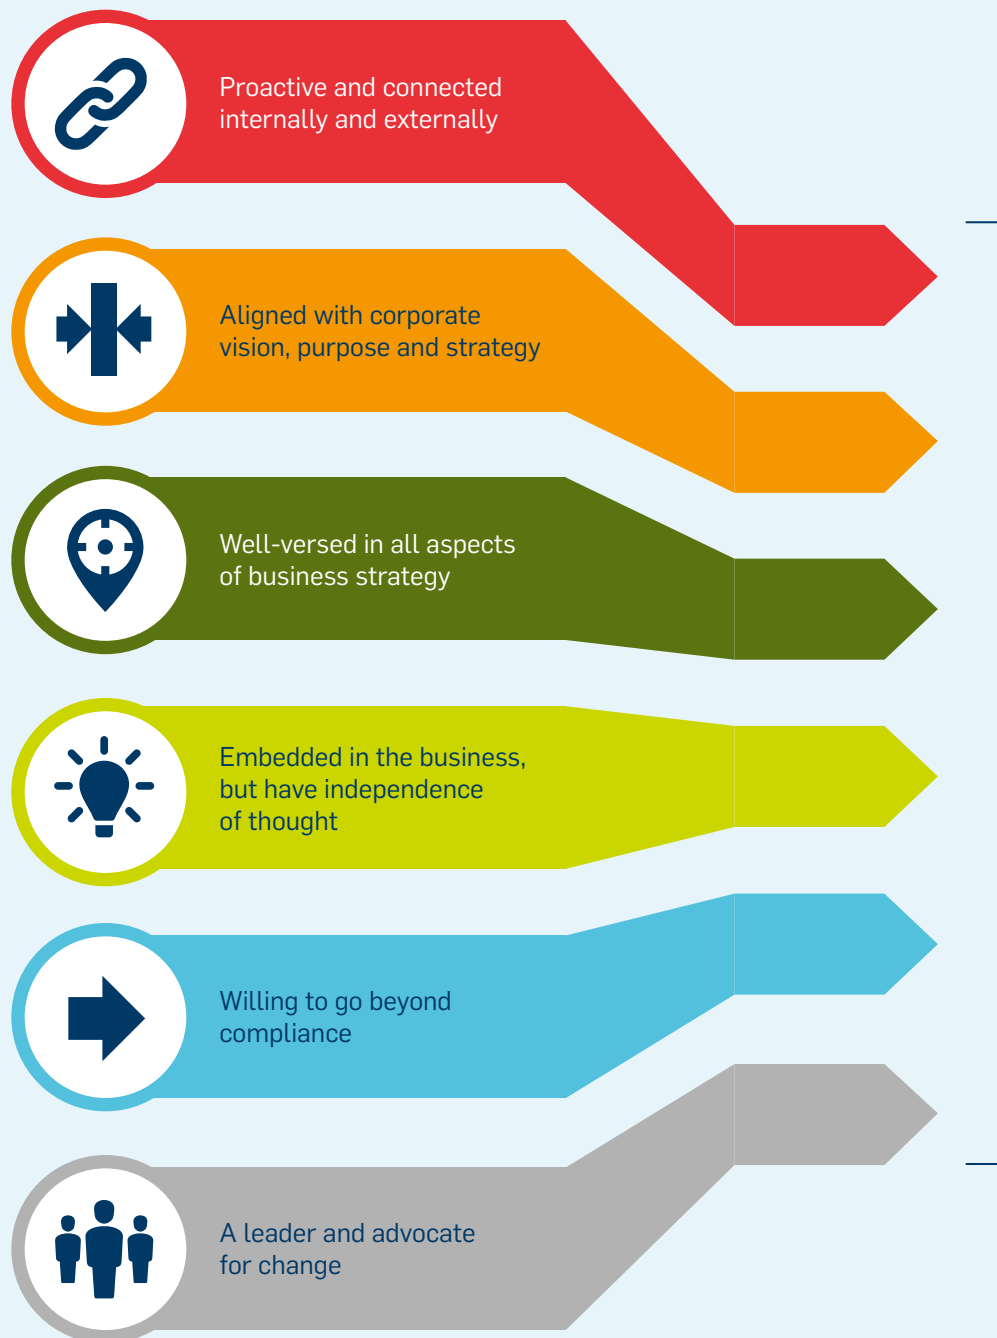 Proactive and connected
internally and externally
Aligned with corporate
vision, purpose and strategy
Well-versed in all aspects
of business strategy
Embedded in the business,
but have independence
of thought
Willing to go beyond
compliance
A leader and advocate
for change